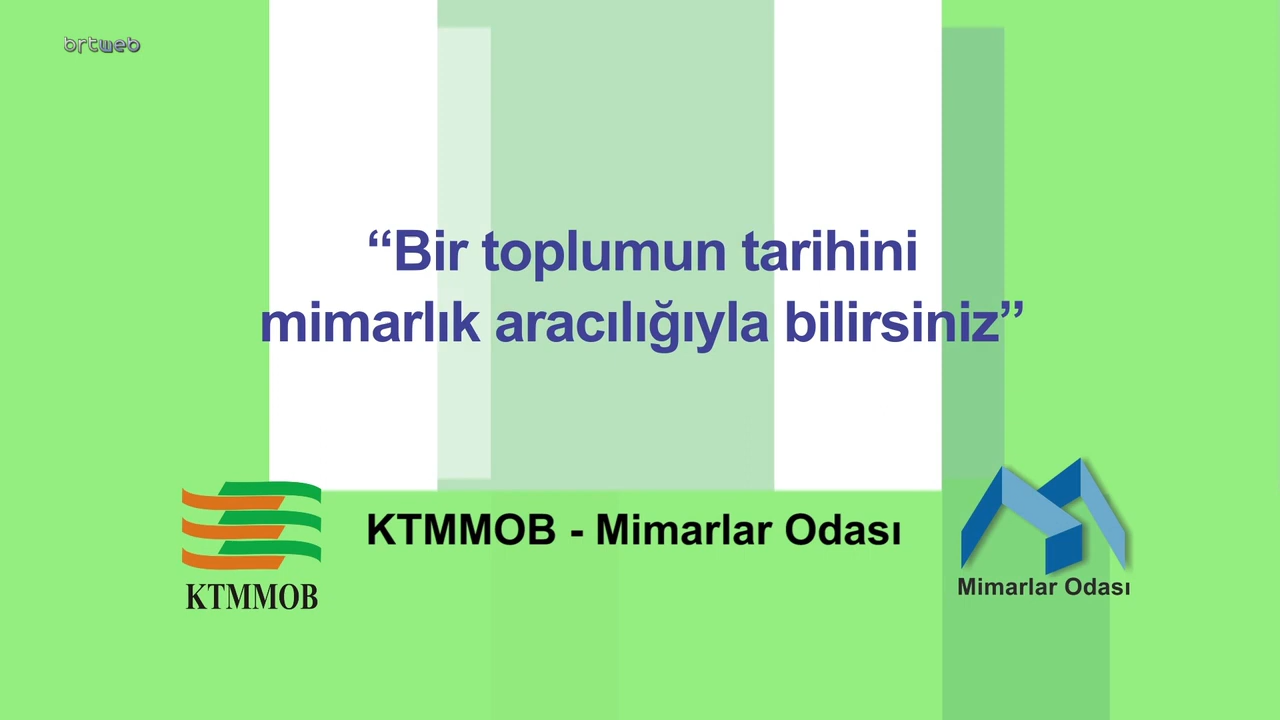 brtweb
“Bir toplumun tarihini
mimarlık aracılığıyla bilirsiniz”
KTMMOB - Mimarlar Odası
KTMMOB
Mimarlar Odası